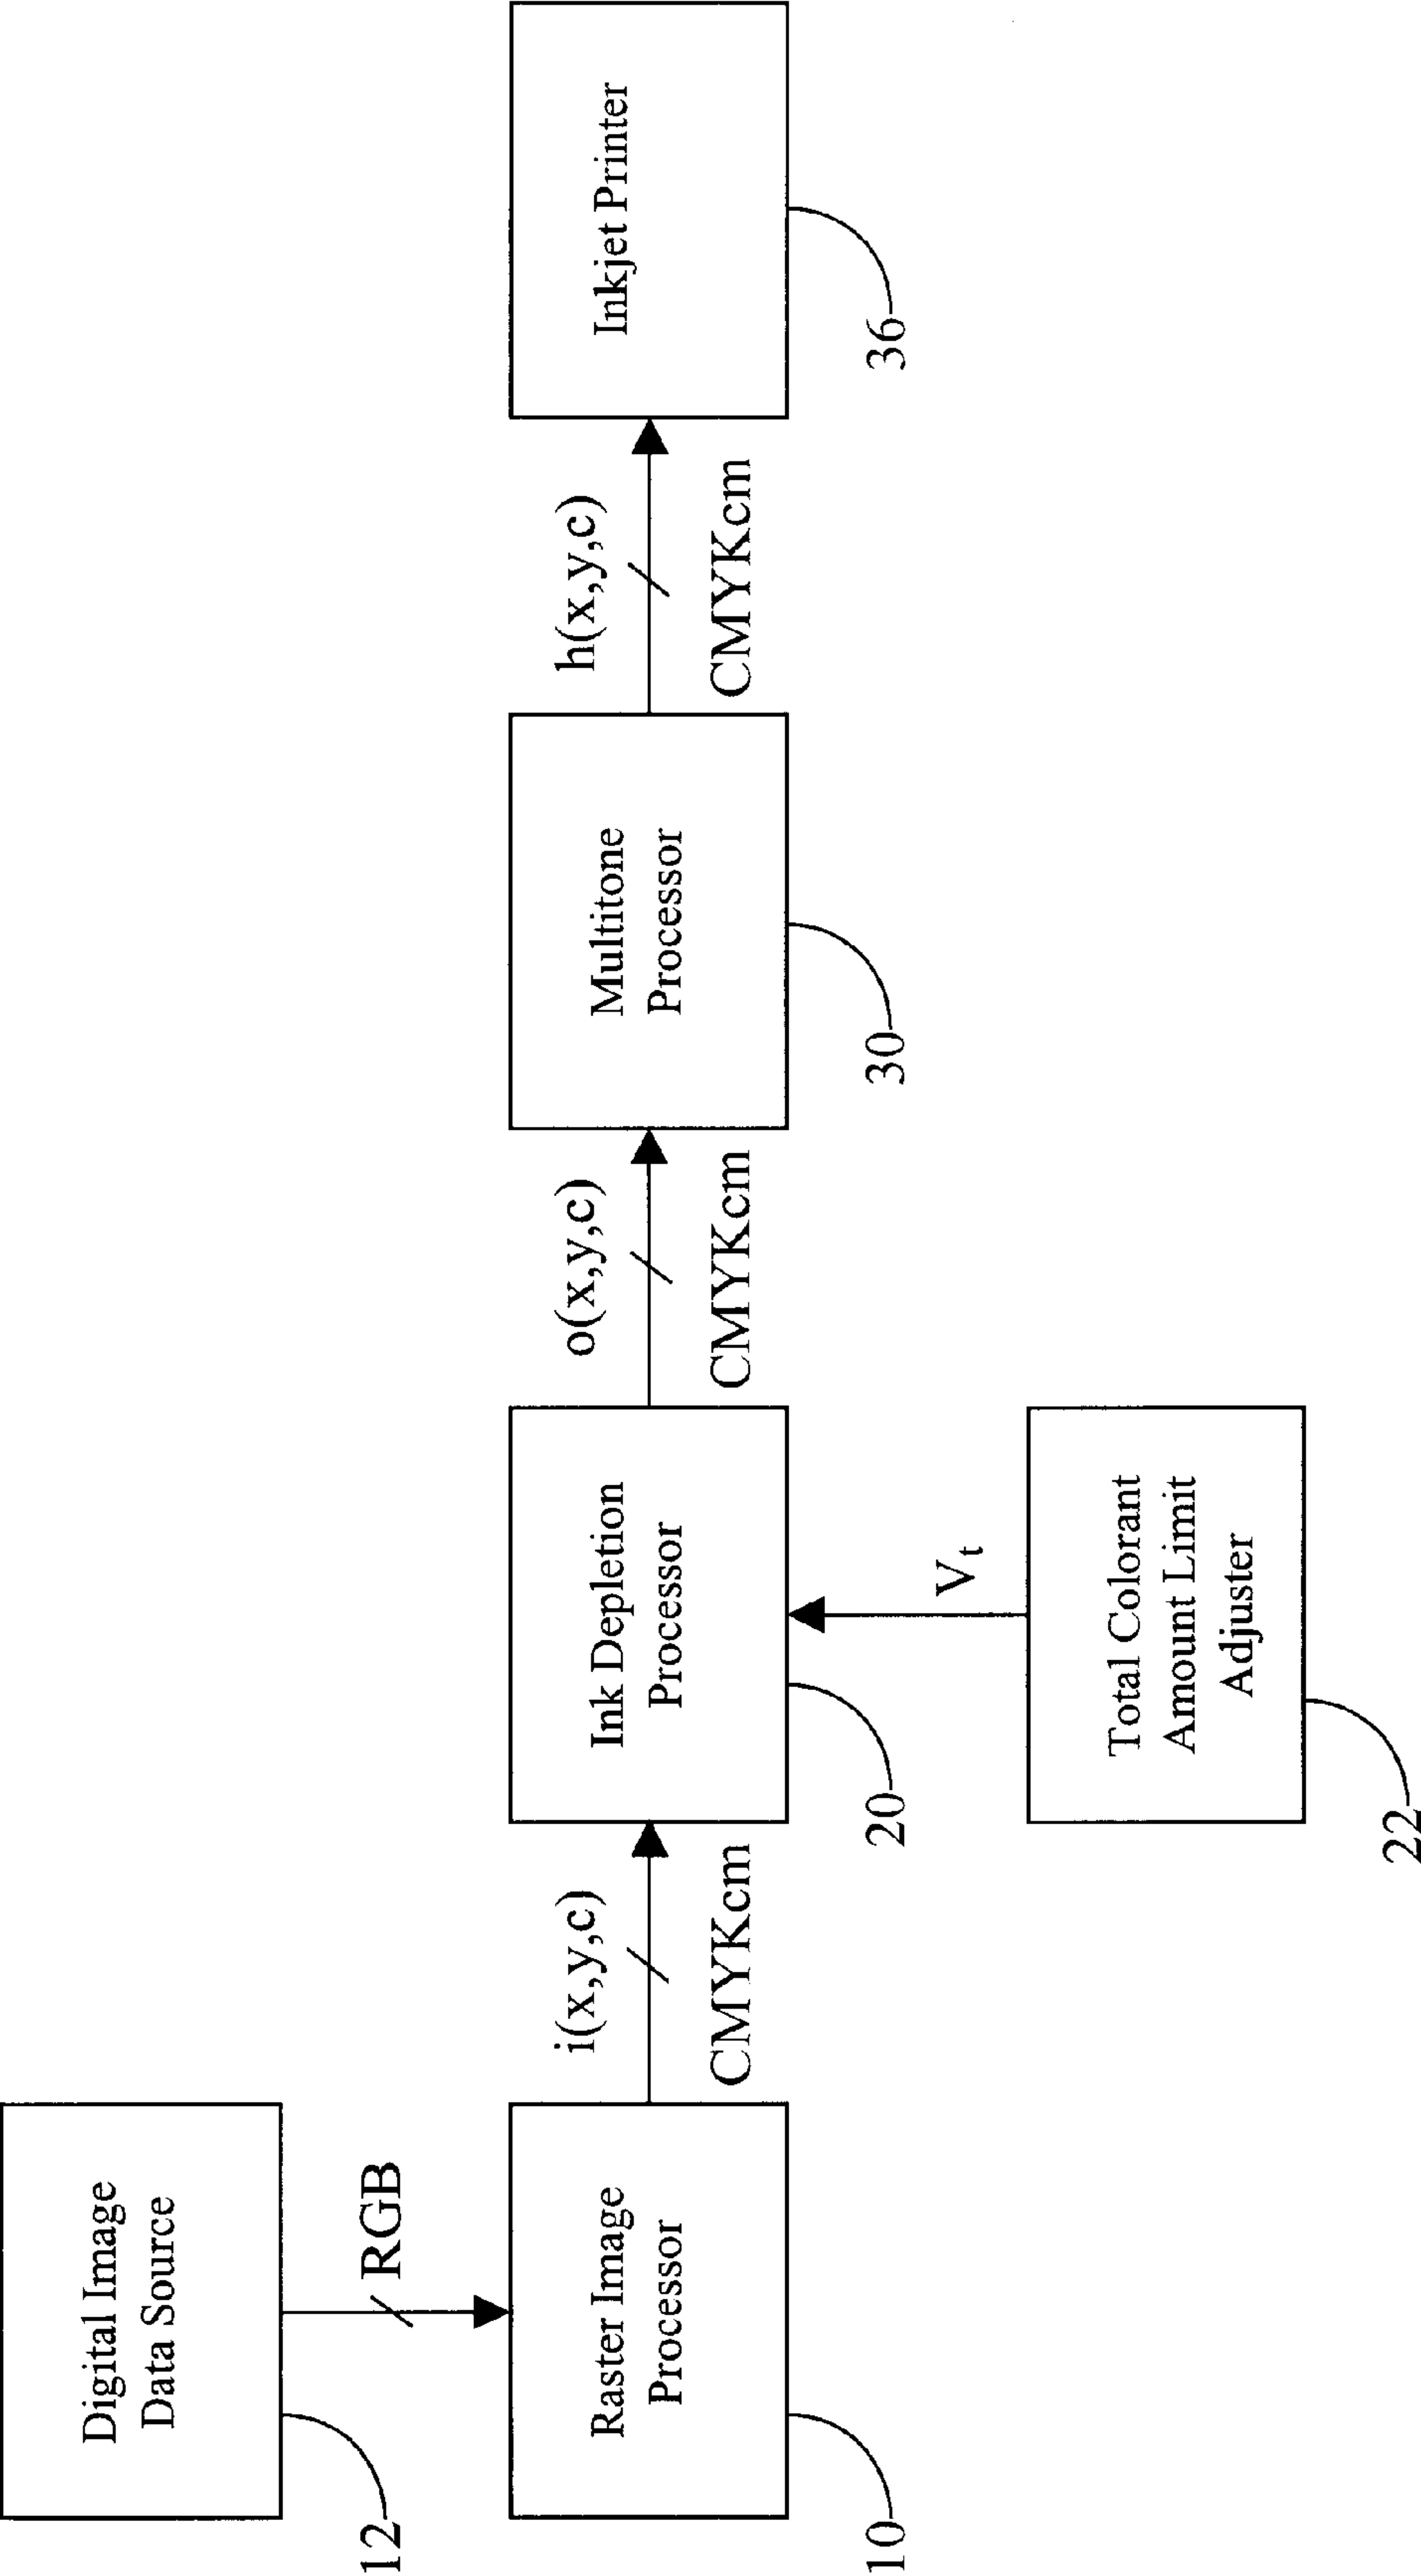 Digital Image
Data Source
12
RGB
Raster Image
Processor
10
i(x,y,c)
CMYKcm
Ink Depletion
Processor
20
V_t
Total Colorant
Amount Limit
Adjuster
22
o(x,y,c)
CMYKcm
Multitone
Processor
30
h(x,y,c)
CMYKcm
Inkjet Printer
36